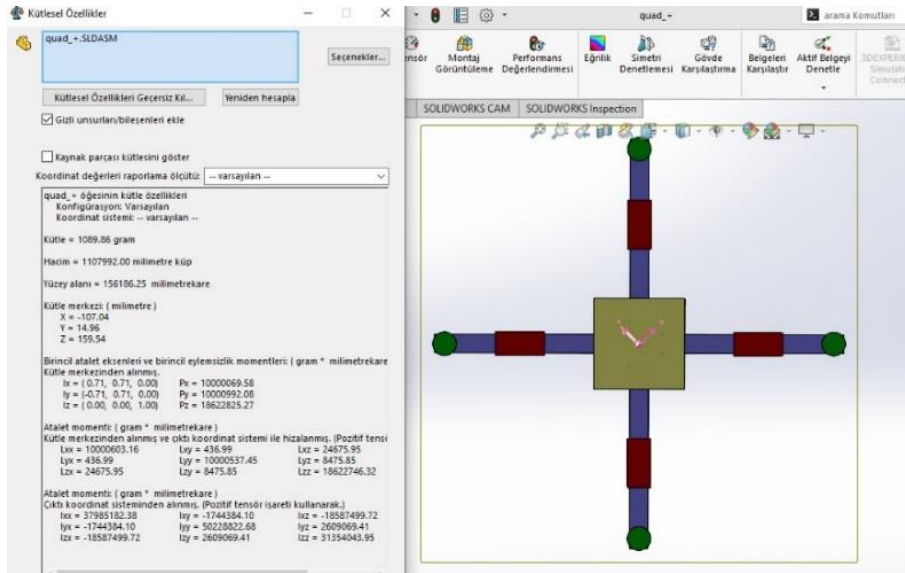 Kütlesel Özellikler
quad_+.SLDASM
Seçenekler...
Kütlesel Özellikleri Geçersiz Kıl...
Yeniden hesapla
Gizli unsurları/bileşenleri ekle
Kaynak parçası kütlesini göster
Koordinat değerleri raporlama ölçütü: -- varsayılan --
quad_+ öğesinin kütle özellikleri
Konfigürasyon: Varsayılan
Koordinat sistemi: -- varsayılan --
Kütle = 1089.86 gram
Hacim = 1107992.00 milimetre küp
Yüzey alanı = 156186.25 milimetrekare
Kütle merkezi: ( milimetre )
X = -107.04
Y = 14.96
Z = 159.54
Birincil atalet eksenleri ve birincil eylemsizlik momentleri: ( gram * milimetrekare
Kütle merkezinden alınmış.
Ix = ( 0.71, 0.71, 0.00) Px = 10000069.58
Iy = (-0.71, 0.71, 0.00) Py = 10000992.08
Iz = ( 0.00, 0.00, 1.00) Pz = 18622825.27
Atalet momenti: ( gram * milimetrekare )
Kütle merkezinden alınmış ve çıktı koordinat sistemi ile hizalanmış. (Pozitif tensö
Lxx = 10000603.16 Lxy = 436.99 Lxz = 24675.95
Lyx = 436.99 Lyy = 10000537.45 Lyz = 8475.85
Lzx = 24675.95 Lzy = 8475.85 Lzz = 18622746.32
Atalet momenti: ( gram * milimetrekare )
Çıktı koordinat sisteminden alınmış. (Pozitif tensör işareti kullanarak.)
Ixx = 37985182.38 Ixy = -1744384.10 Ixz = -18587499.72
Iyx = -1744384.10 Iyy = 50228822.68 Iyz = 2609069.41
Izx = -18587499.72 Izy = 2609069.41 Izz = 31354043.95
quad_+
arama Komutları
ensör
Montaj Görüntüleme
Performans Değerlendirmesi
Eğrilik
Simetri Denetlemesi
Gövde Karşılaştırma
Belgeleri Karşılaştır
Aktif Belgeyi Denetle
3DEXPERIE
Simulati
Connect
SOLIDWORKS CAM
SOLIDWORKS Inspection